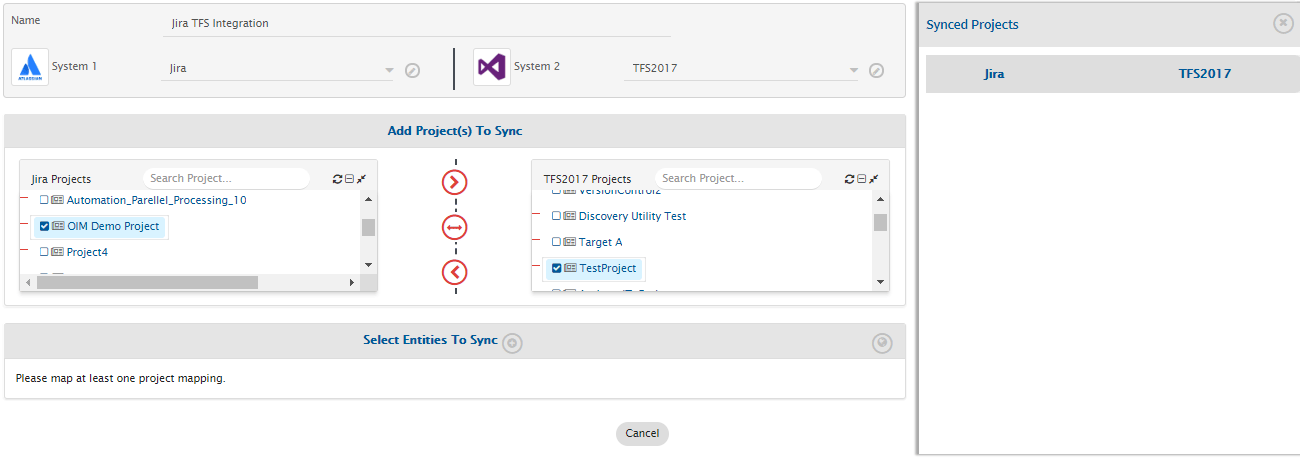 Name
Jira TFS Integration
ATLASSIAN
System 1
Jira
System 2
TFS2017
Add Project(s) To Sync
Jira Projects
Search Project...
Automation_Parellel_Processing_10
OIM Demo Project
Project4
TFS2017 Projects
Search Project...
VersionControl2
Discovery Utility Test
Target A
TestProject
Select Entities To Sync
Please map at least one project mapping.
Cancel
Synced Projects
Jira
TFS2017